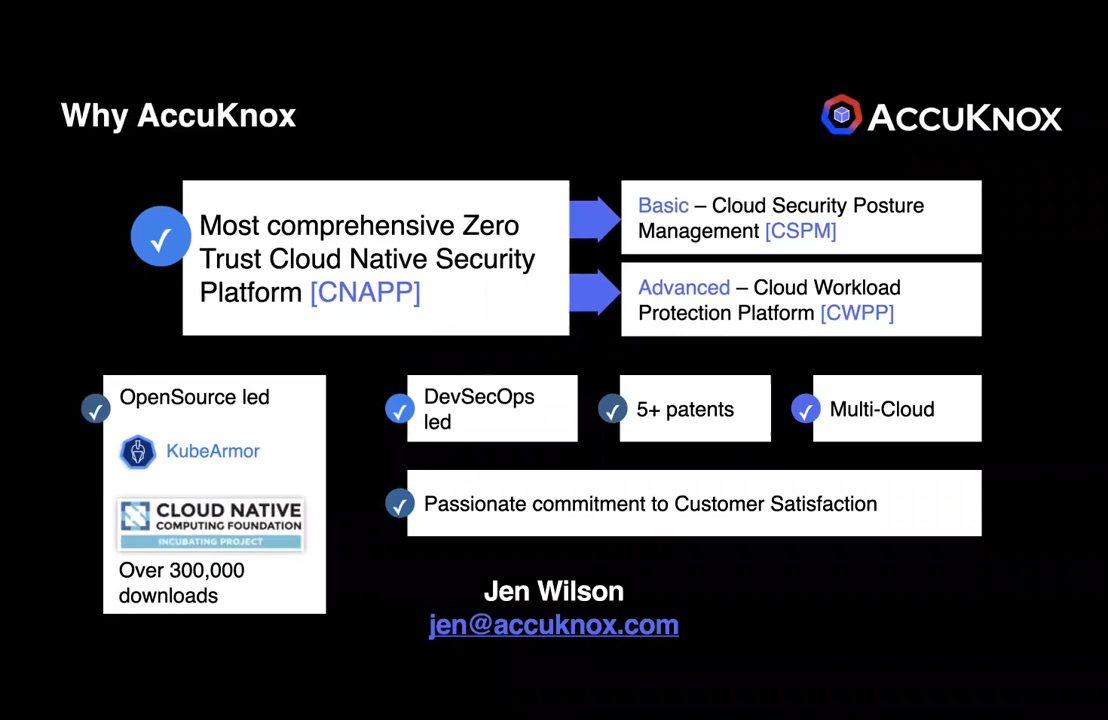 Why AccuKnox
ACCUKNOX
Most comprehensive Zero
Trust Cloud Native Security
Platform [CNAPP]
Basic – Cloud Security Posture
Management [CSPM]
Advanced – Cloud Workload
Protection Platform [CWPP]
OpenSource led
KubeArmor
CLOUD NATIVE
COMPUTING FOUNDATION
INCUBATING PROJECT
Over 300,000
downloads
DevSecOps
led
5+ patents
Multi-Cloud
Passionate commitment to Customer Satisfaction
Jen Wilson
jen@accuknox.com